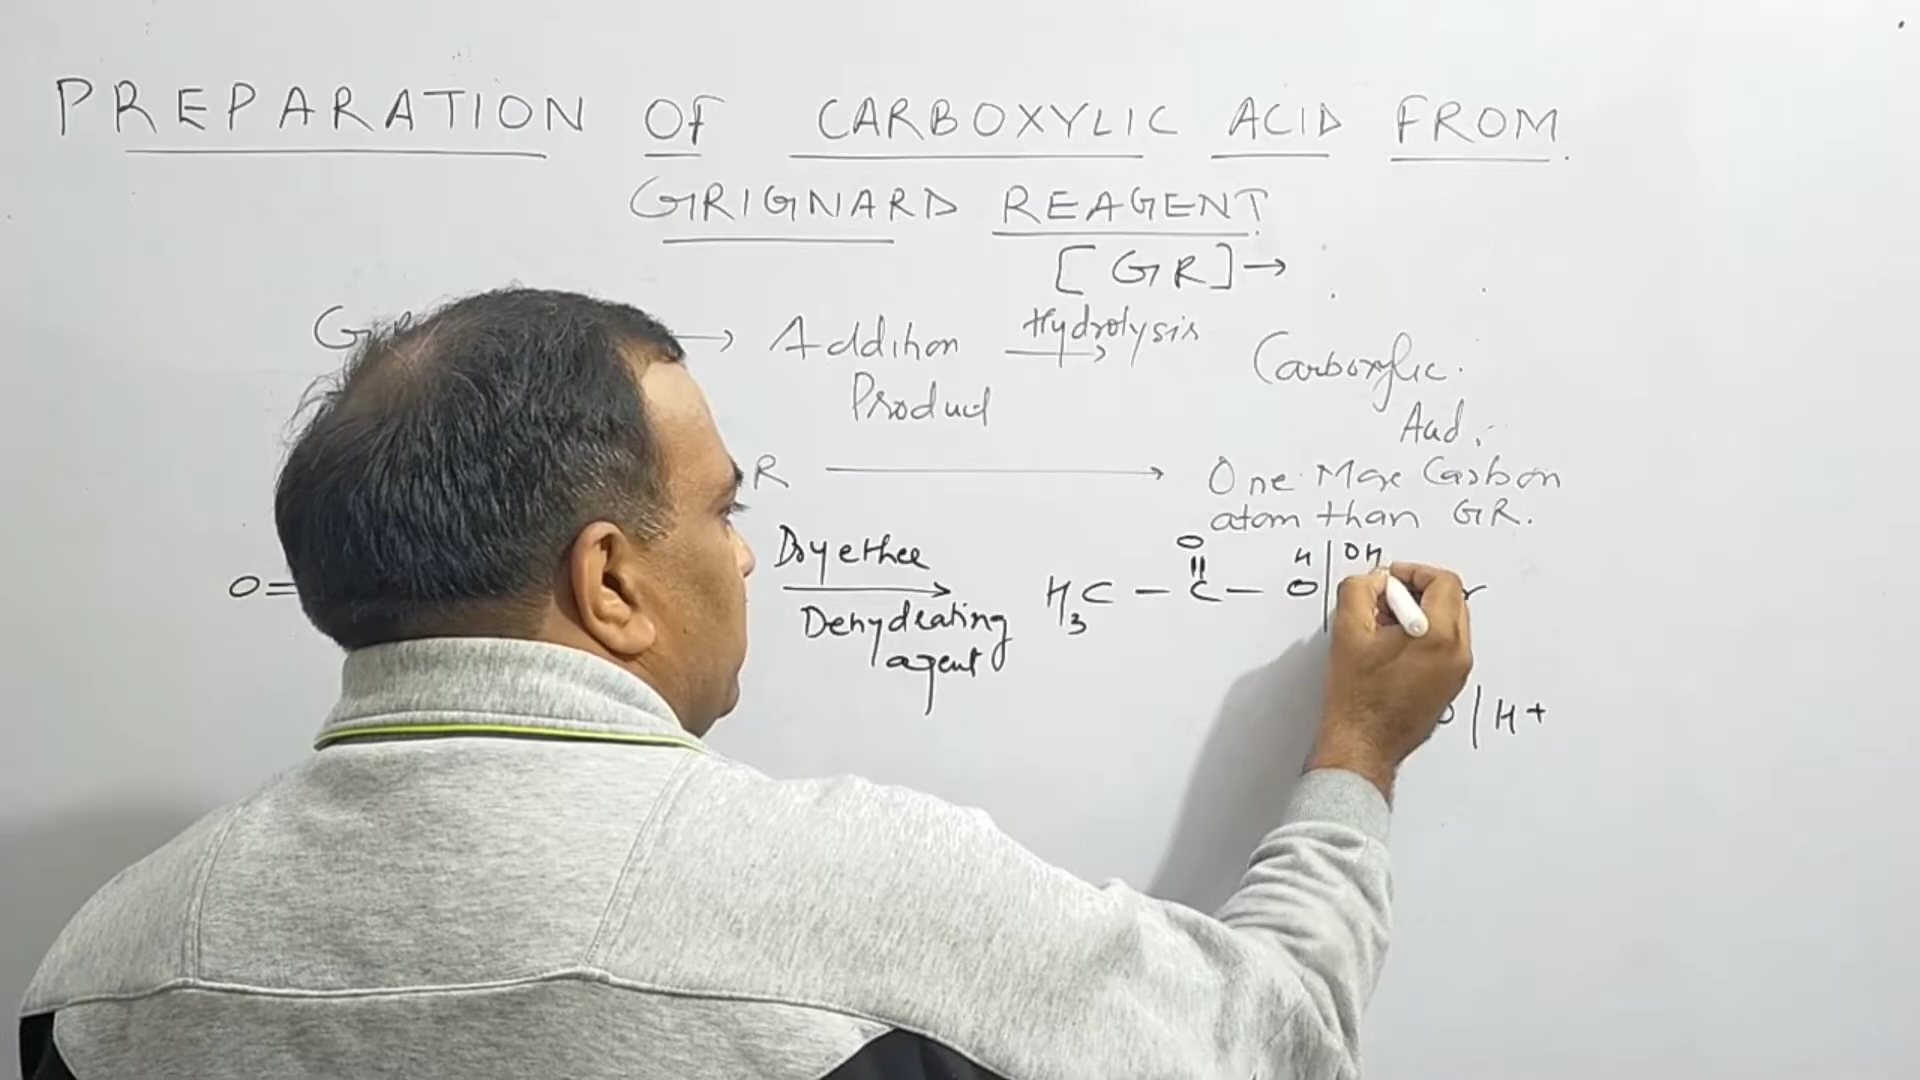 PREPARATION OF CARBOXYLIC ACID FROM
GRIGNARD REAGENT
[GR]→
→ Addition Hydrolysis → Carboxylic
Product Acid.
R → One More Carbon
atom than GR.
O= Dry ether → H3C - C - O H | OH
O
Dehydrating
agent
| H+